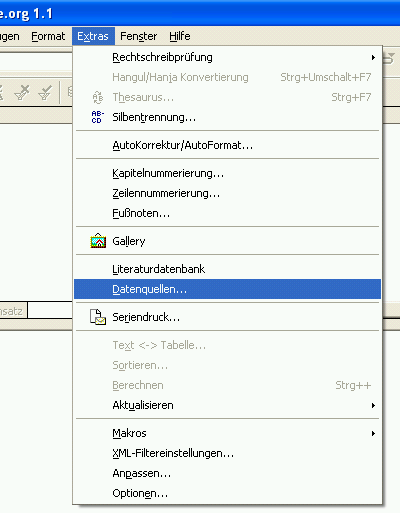 e.org 1.1
gen Format Extras Fenster Hilfe
Rechtschreibprüfung
Hangul/Hanja Konvertierung Strg+Umschalt+F7
Thesaurus... Strg+F7
Silbentrennung...
AutoKorrektur/AutoFormat...
Kapitelnummerierung...
Zeilennummerierung...
Fußnoten...
Gallery
Literaturdatenbank
Datenquellen...
nsatz
Seriendruck...
Text <-> Tabelle...
Sortieren...
Berechnen Strg++
Aktualisieren
Makros
XML-Filtereinstellungen...
Anpassen...
Optionen...